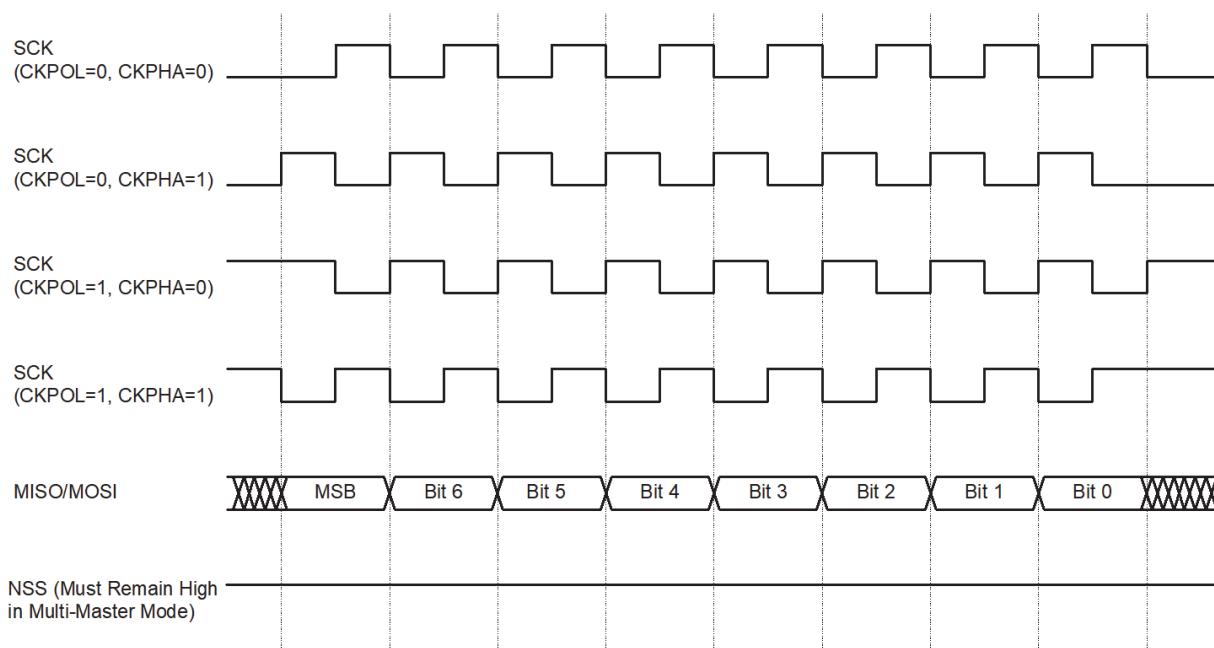 SCK
(CKPOL=0, CKPHA=0)
SCK
(CKPOL=0, CKPHA=1)
SCK
(CKPOL=1, CKPHA=0)
SCK
(CKPOL=1, CKPHA=1)
MISO/MOSI MSB Bit 6 Bit 5 Bit 4 Bit 3 Bit 2 Bit 1 Bit 0
NSS (Must Remain High
in Multi-Master Mode)